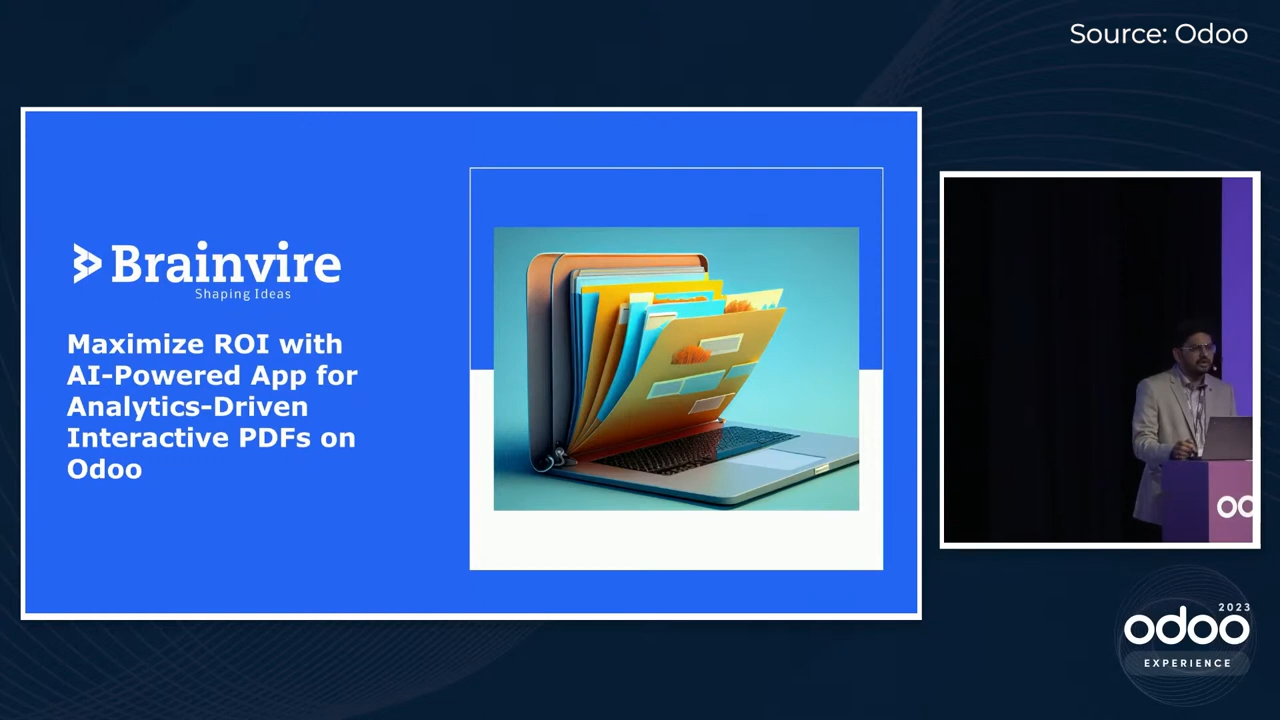 Source: Odoo
Brainvire
Shaping Ideas
Maximize ROI with
AI-Powered App for
Analytics-Driven
Interactive PDFs on
Odoo
2023
odoo
EXPERIENCE